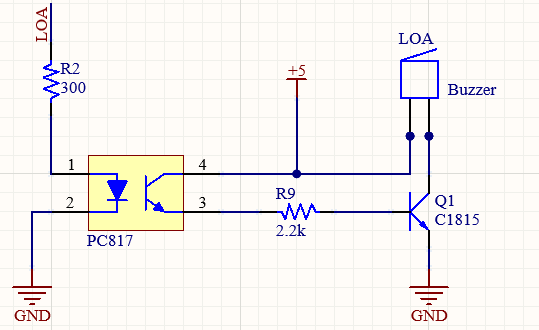 LOA
LOA
R2
300
+5
Buzzer
1
4
2
3
R9
2.2k
Q1
C1815
PC817
GND
GND